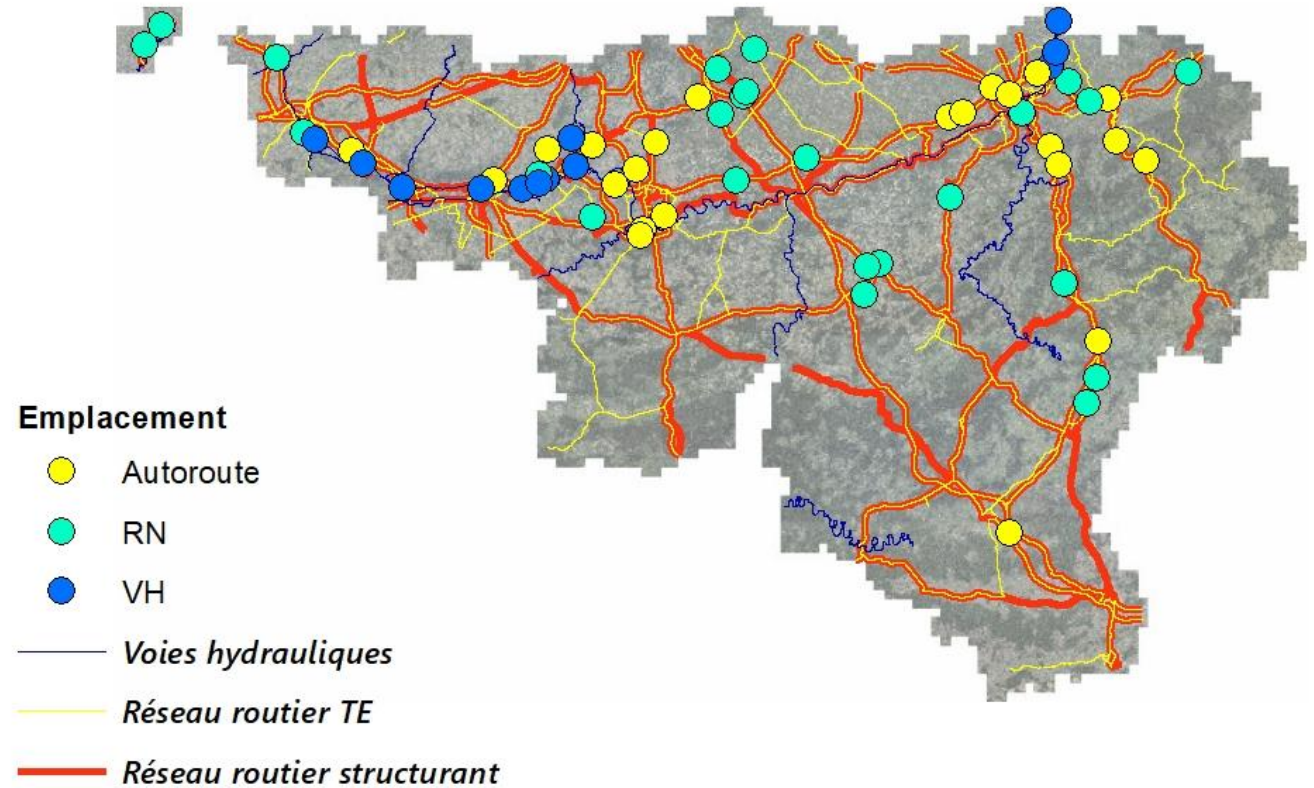 Emplacement
Autoroute
RN
VH
Voies hydrauliques
Réseau routier TE
Réseau routier structurant